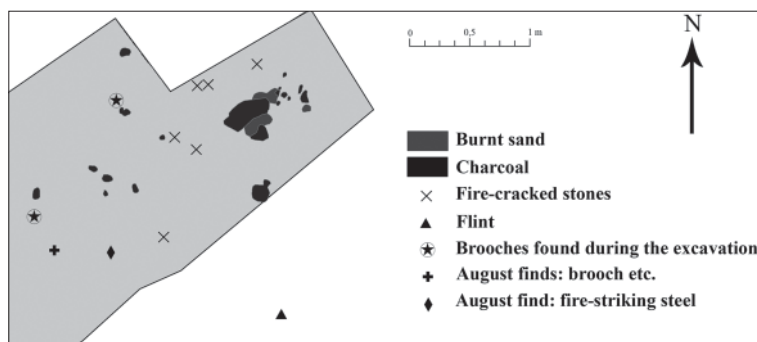 N
0 0,5 1 m
Burnt sand
Charcoal
Fire-cracked stones
Flint
Brooches found during the excavation
August finds: brooch etc.
August find: fire-striking steel